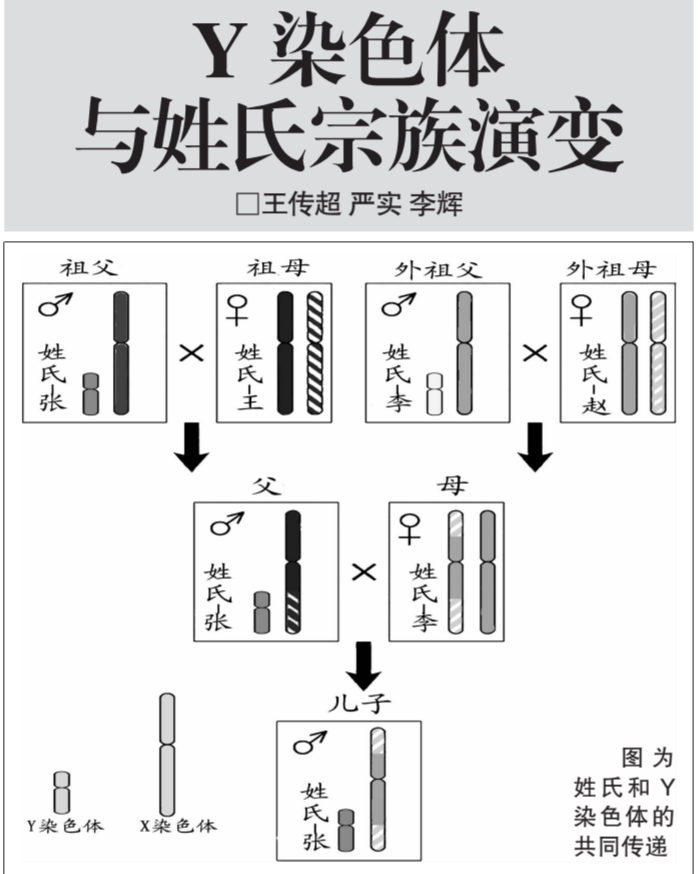 Y 染色体
与姓氏宗族演变
□王传超 严实 李辉
祖父
祖母
外祖父
外祖母
♂
姓氏-张
×
♀
姓氏-王
♂
姓氏-李
×
♀
姓氏-赵
父
母
♂
姓氏-张
×
♀
姓氏-李
儿子
♂
姓氏-张
Y染色体
X染色体
图为
姓氏和Y
染色体的
共同传递